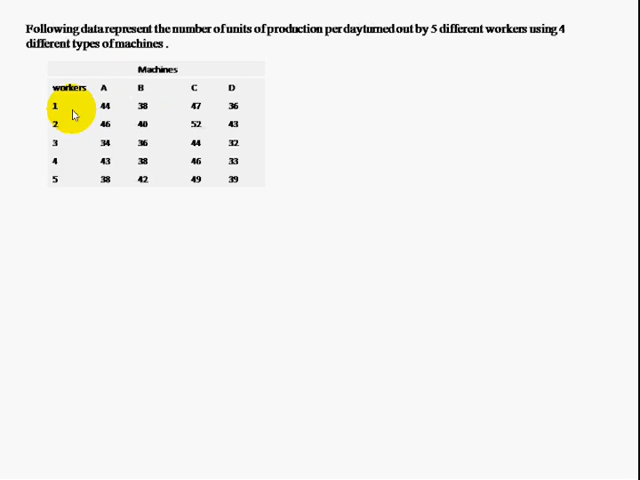 Following data represent the number of units of production per day turned out by 5 different workers using 4
different types of machines .
Machines
workers A B C D
1 44 38 47 36
2 46 40 52 43
3 34 36 44 32
4 43 38 46 33
5 38 42 49 39